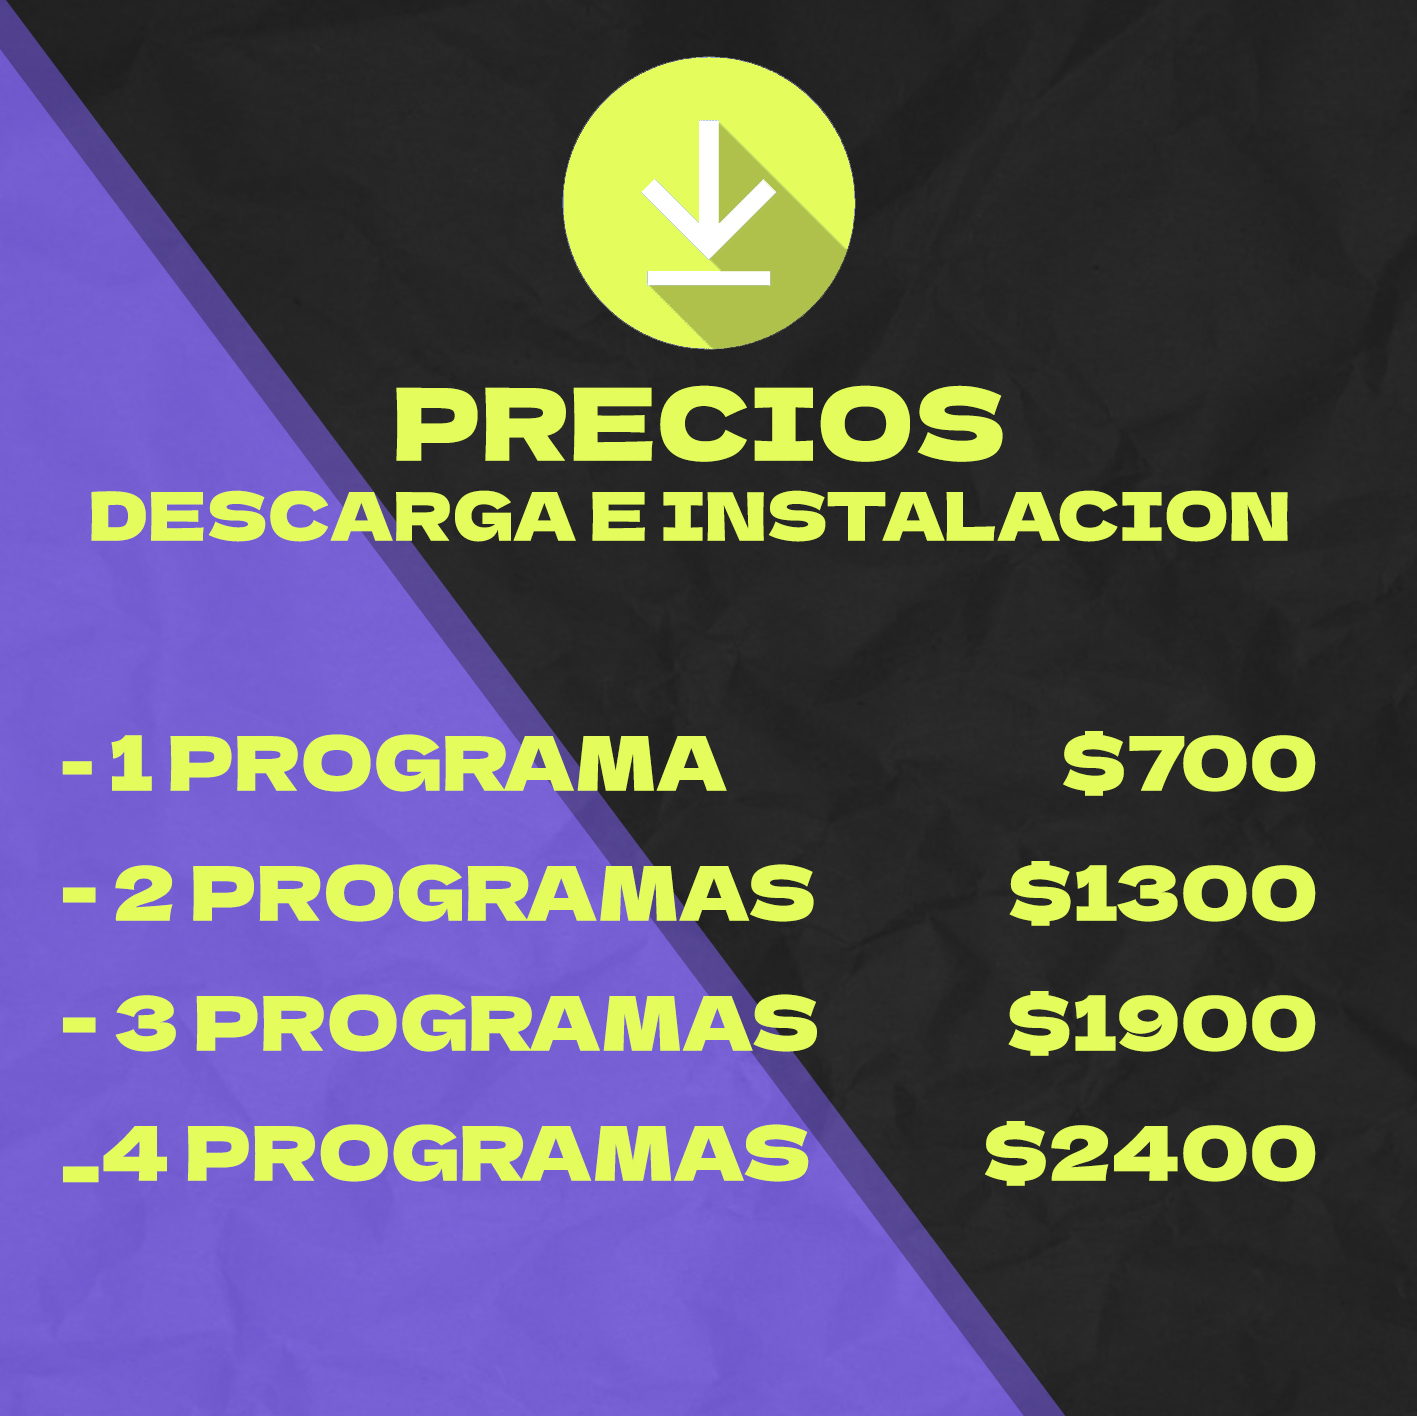 PRECIOS
DESCARGA E INSTALACION
- 1 PROGRAMA $700
- 2 PROGRAMAS $1300
- 3 PROGRAMAS $1900
_4 PROGRAMAS $2400